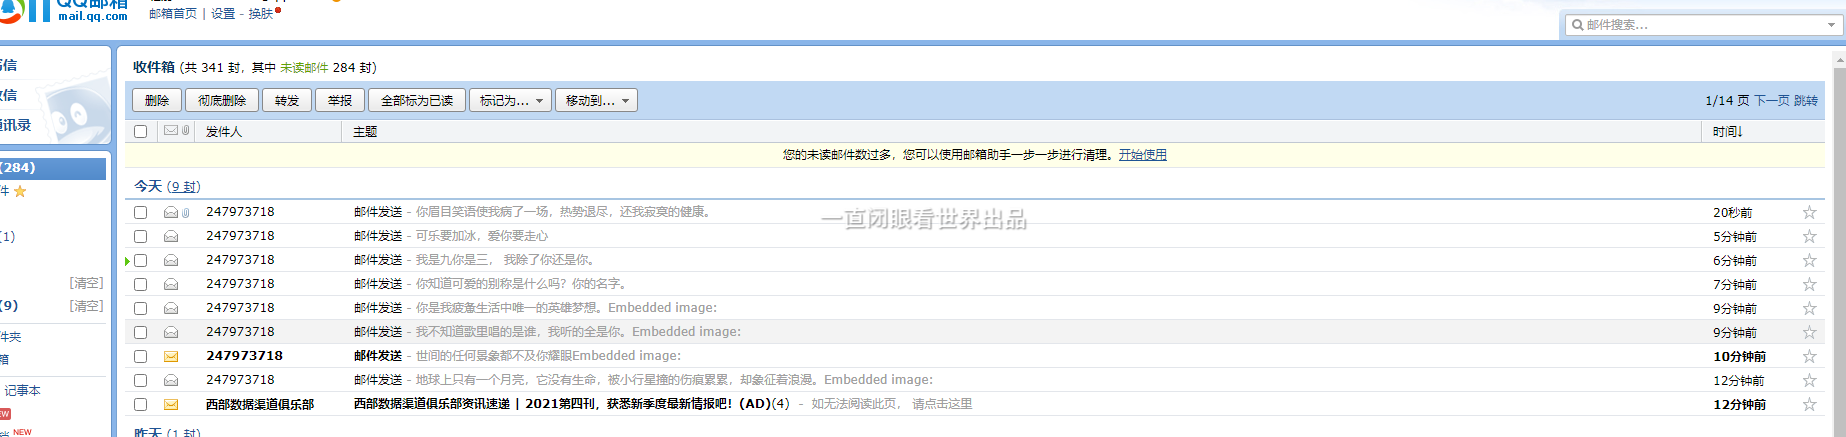 QQ邮箱
mail.qq.com
邮箱首页 | 设置 - 换肤
邮件搜索...
写信
收信
通讯录
(284)
件
(1)
[清空]
(9) [清空]
件夹
箱
记事本
NEW
收件箱 (共 341 封，其中 未读邮件 284 封)
删除 彻底删除 转发 举报 全部标为已读 标记为... 移动到... 1/14 页 下一页 跳转
发件人 主题 时间↓
您的未读邮件数过多，您可以使用邮箱助手一步一步进行清理。开始使用
今天 (9 封)
247973718 邮件发送 - 你眉目笑语使我病了一场，热势退尽，还我寂寞的健康。 20秒前
一直闭眼看世界出品
247973718 邮件发送 - 可乐要加冰，爱你要走心 5分钟前
247973718 邮件发送 - 我是九你是三， 我除了你还是你。 6分钟前
247973718 邮件发送 - 你知道可爱的别称是什么吗？你的名字。 7分钟前
247973718 邮件发送 - 你是我疲惫生活中唯一的英雄梦想。Embedded image: 9分钟前
247973718 邮件发送 - 我不知道歌里唱的是谁，我听的全是你。Embedded image: 9分钟前
247973718 邮件发送 - 世间的任何景象都不及你耀眼Embedded image: 10分钟前
247973718 邮件发送 - 地球上只有一个月亮，它没有生命，被小行星撞的伤痕累累，却象征着浪漫。Embedded image: 12分钟前
西部数据渠道俱乐部 西部数据渠道俱乐部资讯速递 | 2021第四刊，获悉新季度最新情报吧！(AD)(4) - 如无法阅读此页， 请点击这里 12分钟前
昨天 (1 封)